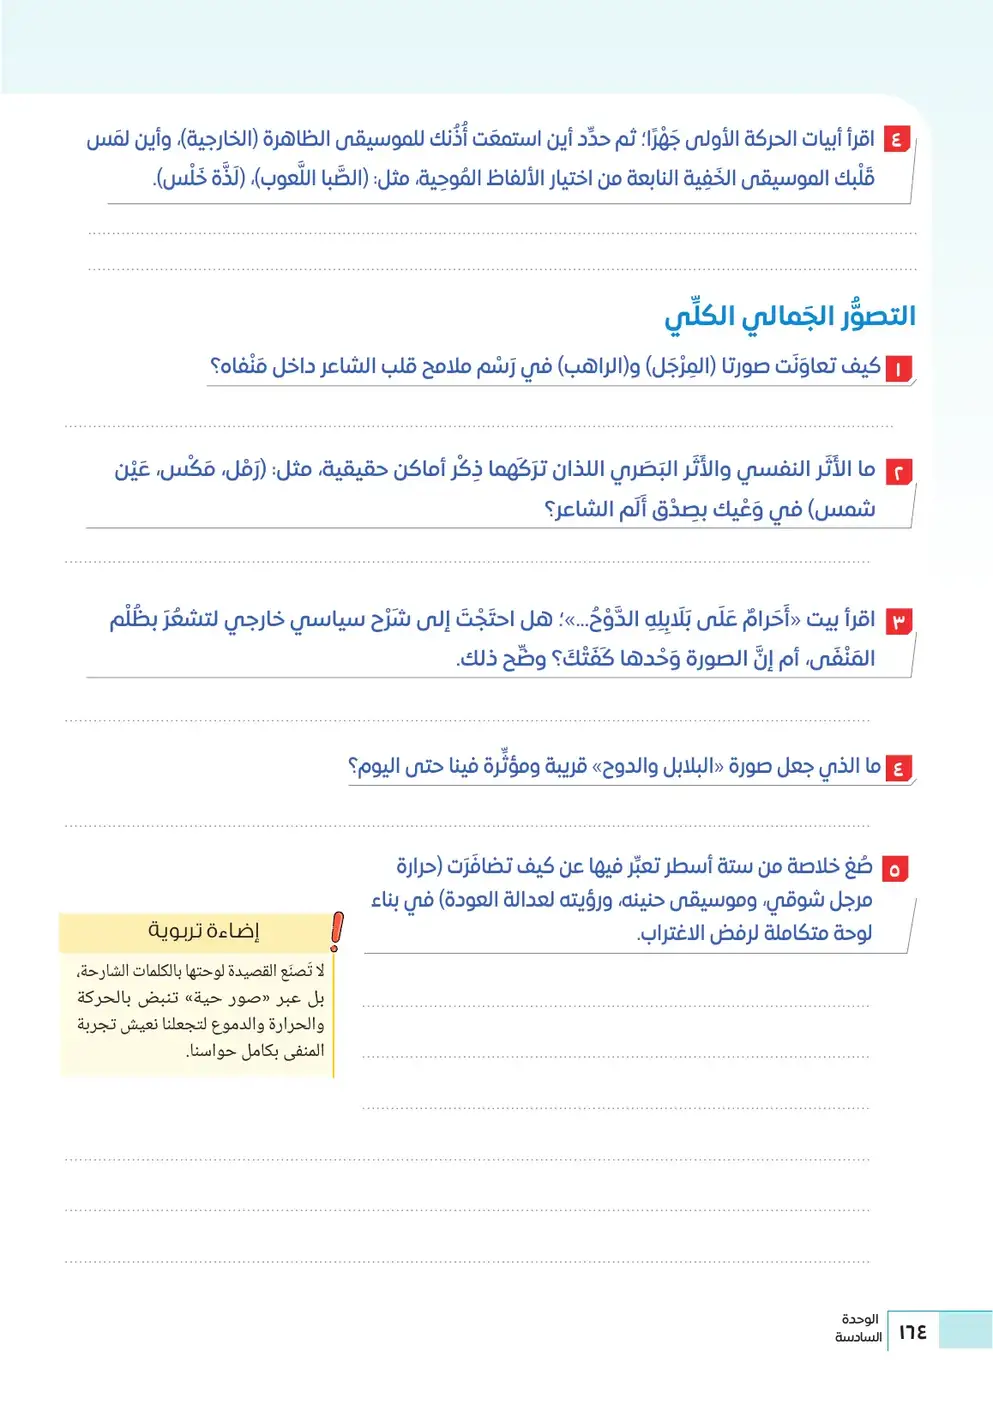 ٤ اقرأ أبيات الحركة الأولى جَهْرًا؛ ثم حدِّد أين استمعَت أُذُنك للموسيقى الظاهرة (الخارجية)، وأين لمَس
قَلْبك الموسيقى الخَفِية النابعة من اختيار الألفاظ المُوحِية، مثل: (الصَّبا اللَّعوب)، (لَذَّة خَلْس).
التصوُّر الجَمالي الكلِّي
١ كيف تعاوَنَت صورتا (المِرْجَل) و(الراهب) في رَسْم ملامح قلب الشاعر داخل مَنْفاه؟
٢ ما الأَثَر النفسي والأَثَر البَصَري اللذان ترَكَهما ذِكْر أماكن حقيقية، مثل: (رَمْل، مَكْس، عَيْن
شمس) في وَعْيك بصِدْق أَلَم الشاعر؟
٣ اقرأ بيت «أَحَرامٌ عَلَى بَلَابِلِهِ الدَّوْحُ...»؛ هل احتَجْتَ إلى شَرْح سياسي خارجي لتشعُرَ بظُلْم
المَنْفَى، أم إنَّ الصورة وَحْدها كَفَتْكَ؟ وضِّح ذلك.
٤ ما الذي جعل صورة «البلابل والدوح» قريبة ومؤثِّرة فينا حتى اليوم؟
٥ صُغ خلاصة من ستة أسطر تعبِّر فيها عن كيف تضافَرَت (حرارة
مرجل شوقي، وموسيقى حنينه، ورؤيته لعدالة العودة) في بناء
لوحة متكاملة لرفض الاغتراب.
إضاءة تربوية
لا تَصنَع القصيدة لوحتها بالكلمات الشارحة،
بل عبر «صور حية» تنبض بالحركة
والحرارة والدموع لتجعلنا نعيش تجربة
المنفى بكامل حواسنا.
١٦٤
الوحدة
السادسة